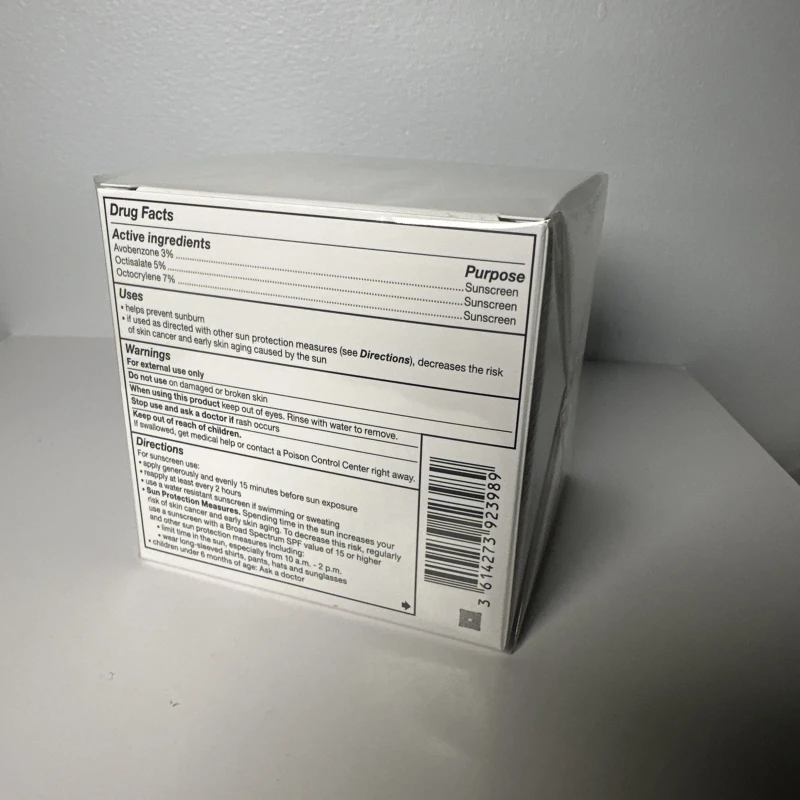 Drug Facts
Active ingredients
Purpose
Avobenzone 3% ........ Sunscreen
Octisalate 5% ........ Sunscreen
Octocrylene 7% ........ Sunscreen
Uses
• helps prevent sunburn
• if used as directed with other sun protection measures (see Directions), decreases the risk
of skin cancer and early skin aging caused by the sun
Warnings
For external use only
Do not use on damaged or broken skin
When using this product keep out of eyes. Rinse with water to remove.
Stop use and ask a doctor if rash occurs
Keep out of reach of children.
If swallowed, get medical help or contact a Poison Control Center right away.
Directions
For sunscreen use:
• apply generously and evenly 15 minutes before sun exposure
• reapply at least every 2 hours
• use a water resistant sunscreen if swimming or sweating
• Sun Protection Measures. Spending time in the sun increases your
risk of skin cancer and early skin aging. To decrease this risk, regularly
use a sunscreen with a Broad Spectrum SPF value of 15 or higher
and other sun protection measures including:
• limit time in the sun, especially from 10 a.m. - 2 p.m.
• wear long-sleeved shirts, pants, hats and sunglasses
• children under 6 months of age: Ask a doctor
3 614273 923989